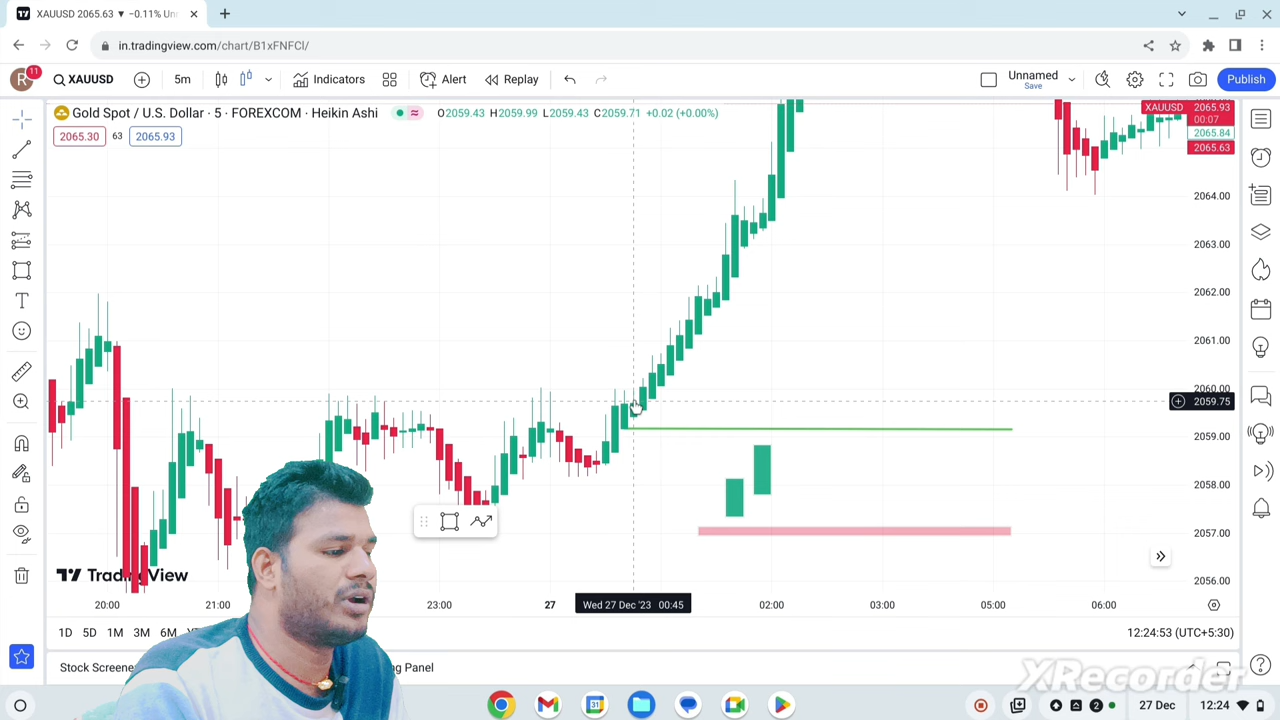 XAUUSD 2065.63 ▼ −0.11% Un
in.tradingview.com/chart/B1xFNFCl/
R
11
XAUUSD
5m
Indicators
Alert
Replay
Unnamed
Save
Publish
Gold Spot / U.S. Dollar · 5 · FOREXCOM · Heikin Ashi
O2059.43 H2059.99 L2059.43 C2059.71 +0.02 (+0.00%)
2065.30 63 2065.93
XAUUSD 2065.93
00:07
2065.84
2065.63
2064.00
2063.00
2062.00
2061.00
2060.00
2059.75
2059.00
2058.00
2057.00
2056.00
TradingView
20:00 21:00 23:00 27 Wed 27 Dec '23 00:45 02:00 03:00 05:00 06:00
1D 5D 1M 3M 6M
12:24:53 (UTC+5:30)
Stock Screene
ng Panel
XRecorder
31
2
27 Dec
12:24